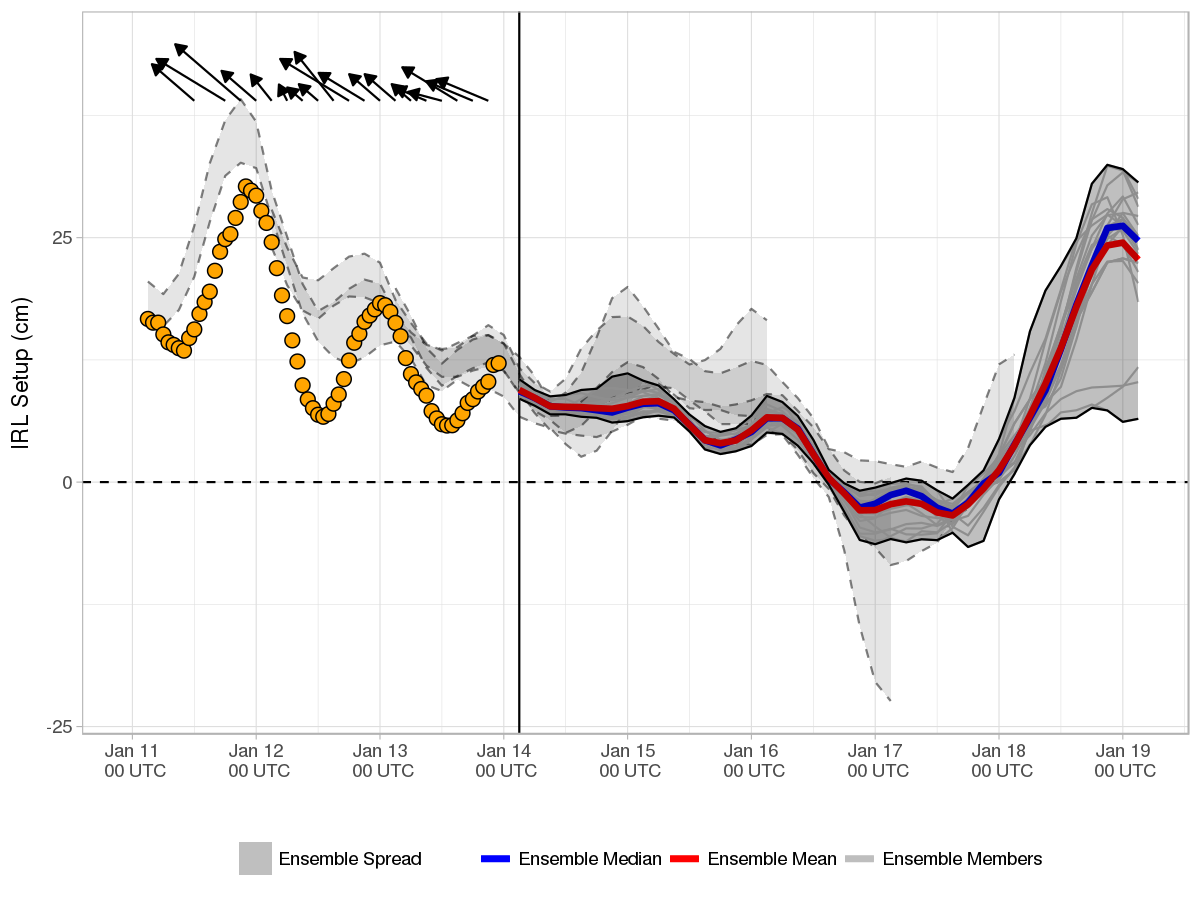 IRL Setup (cm)
25
0
-25
Jan 11
00 UTC
Jan 12
00 UTC
Jan 13
00 UTC
Jan 14
00 UTC
Jan 15
00 UTC
Jan 16
00 UTC
Jan 17
00 UTC
Jan 18
00 UTC
Jan 19
00 UTC
Ensemble Spread
Ensemble Median
Ensemble Mean
Ensemble Members